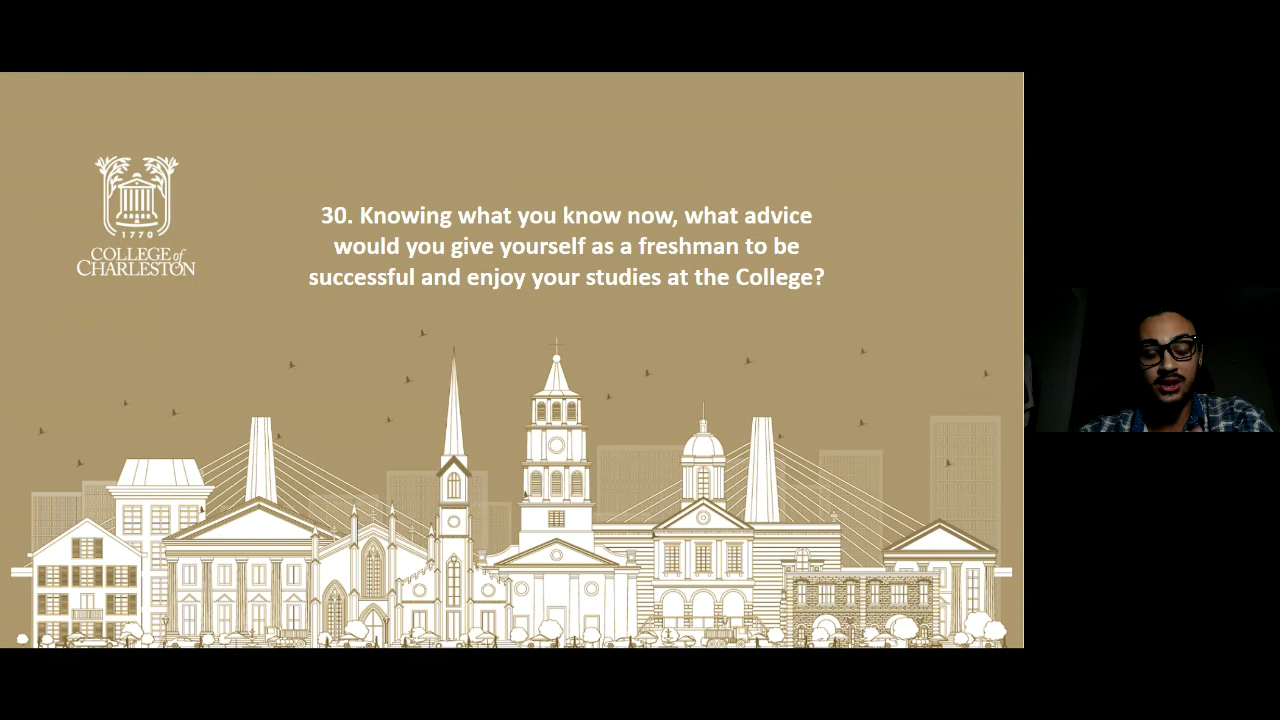 1770
COLLEGE of
CHARLESTON
30. Knowing what you know now, what advice
would you give yourself as a freshman to be
successful and enjoy your studies at the College?